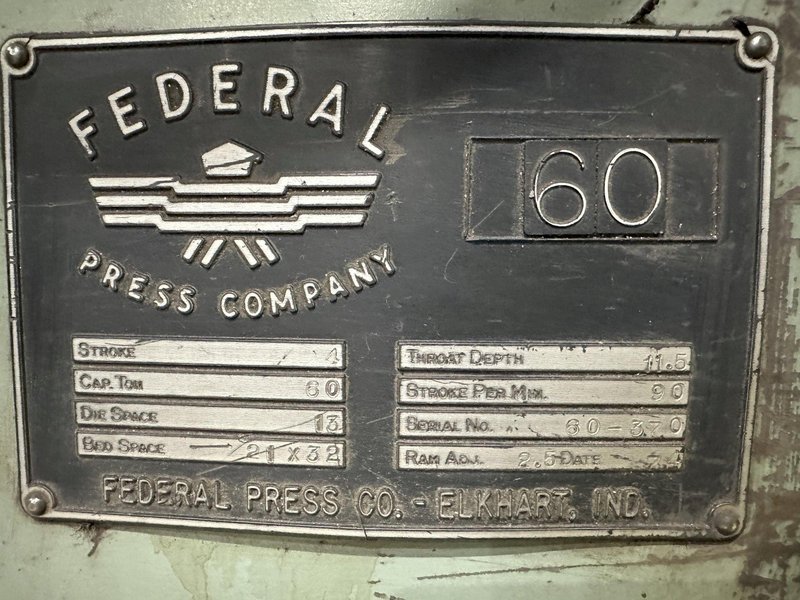 FEDERAL
PRESS COMPANY
60
STROKE 4
CAP. TON 60
DIE SPACE 13
BED SPACE 21 X 32
THROAT DEPTH 11.5
STROKE PER MIN. 90
SERIAL NO. 60-370
RAM ADJ. 2.5 DATE
FEDERAL PRESS CO. - ELKHART, IND.